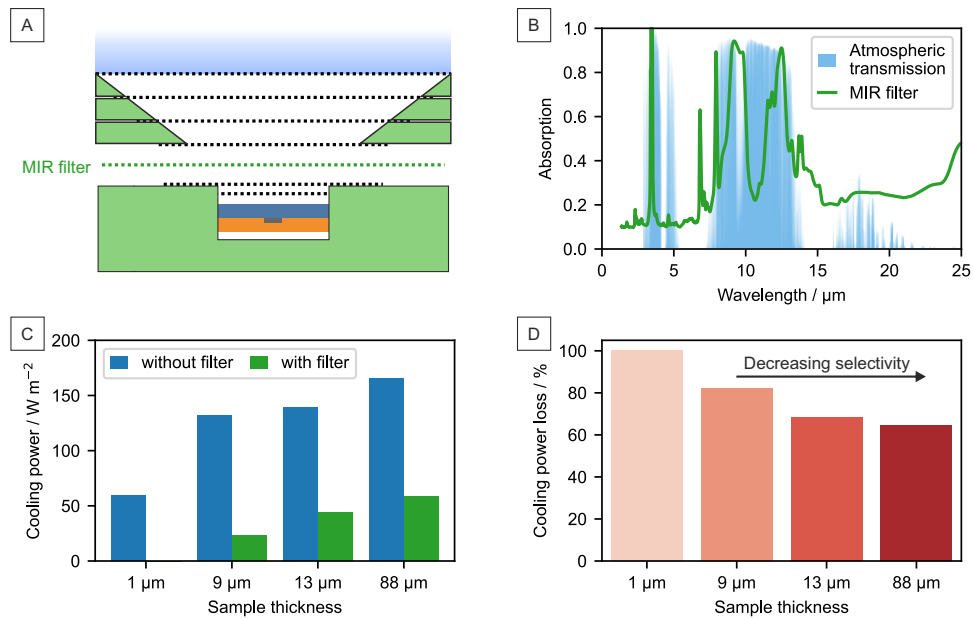 A
MIR filter
B
Absorption
1.0
0.8
0.6
0.4
0.2
0.0
Atmospheric
transmission
MIR filter
0 5 10 15 20 25
Wavelength / µm
C
Cooling power / W m⁻²
200
150
100
50
0
without filter with filter
1 µm 9 µm 13 µm 88 µm
Sample thickness
D
Cooling power loss / %
100
80
60
40
20
0
Decreasing selectivity
1 µm 9 µm 13 µm 88 µm
Sample thickness